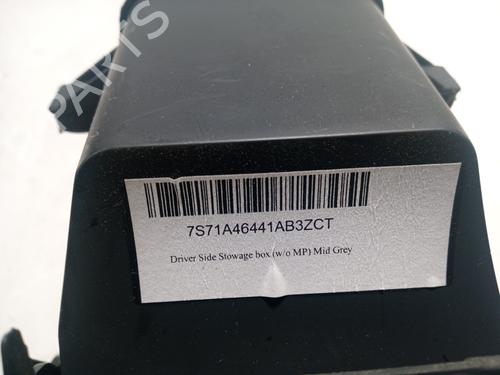 PARTS
7S71A46441AB3ZCT
Driver Side Stowage box (w/o MP) Mid Grey